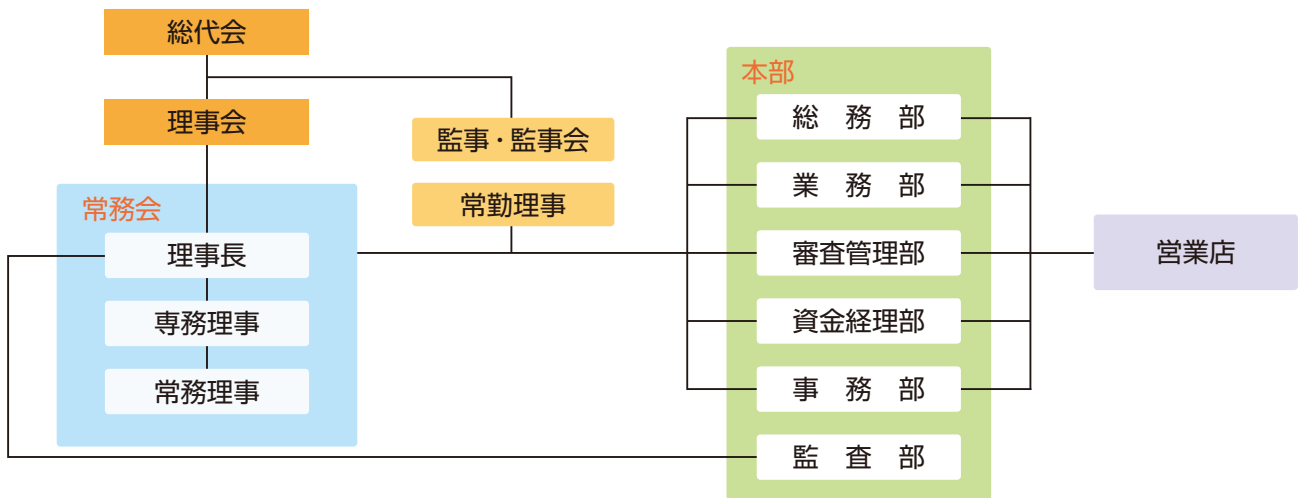 総代会
理事会
監事・監事会
常勤理事
常務会
理事長
専務理事
常務理事
本部
総　務　部
業　務　部
審査管理部
資金経理部
事　務　部
監　査　部
営業店